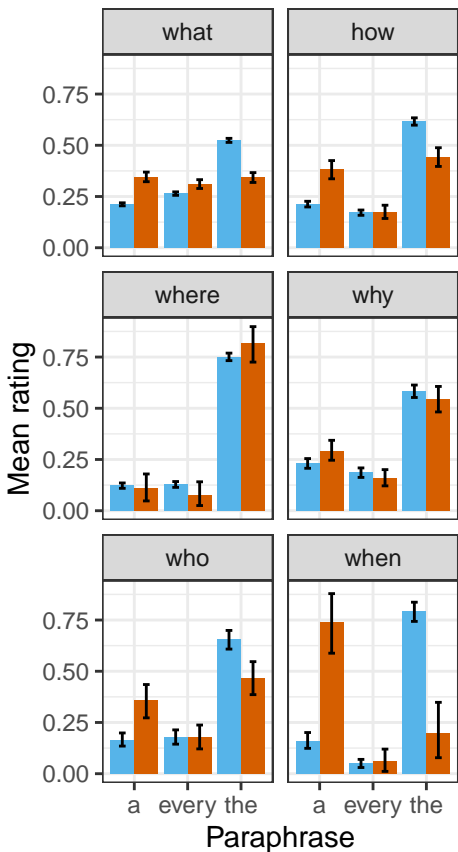 what how
0.75
0.50
0.25
0.00
where why
0.75
0.50
0.25
0.00
Mean rating
who when
0.75
0.50
0.25
0.00
a every the a every the
Paraphrase